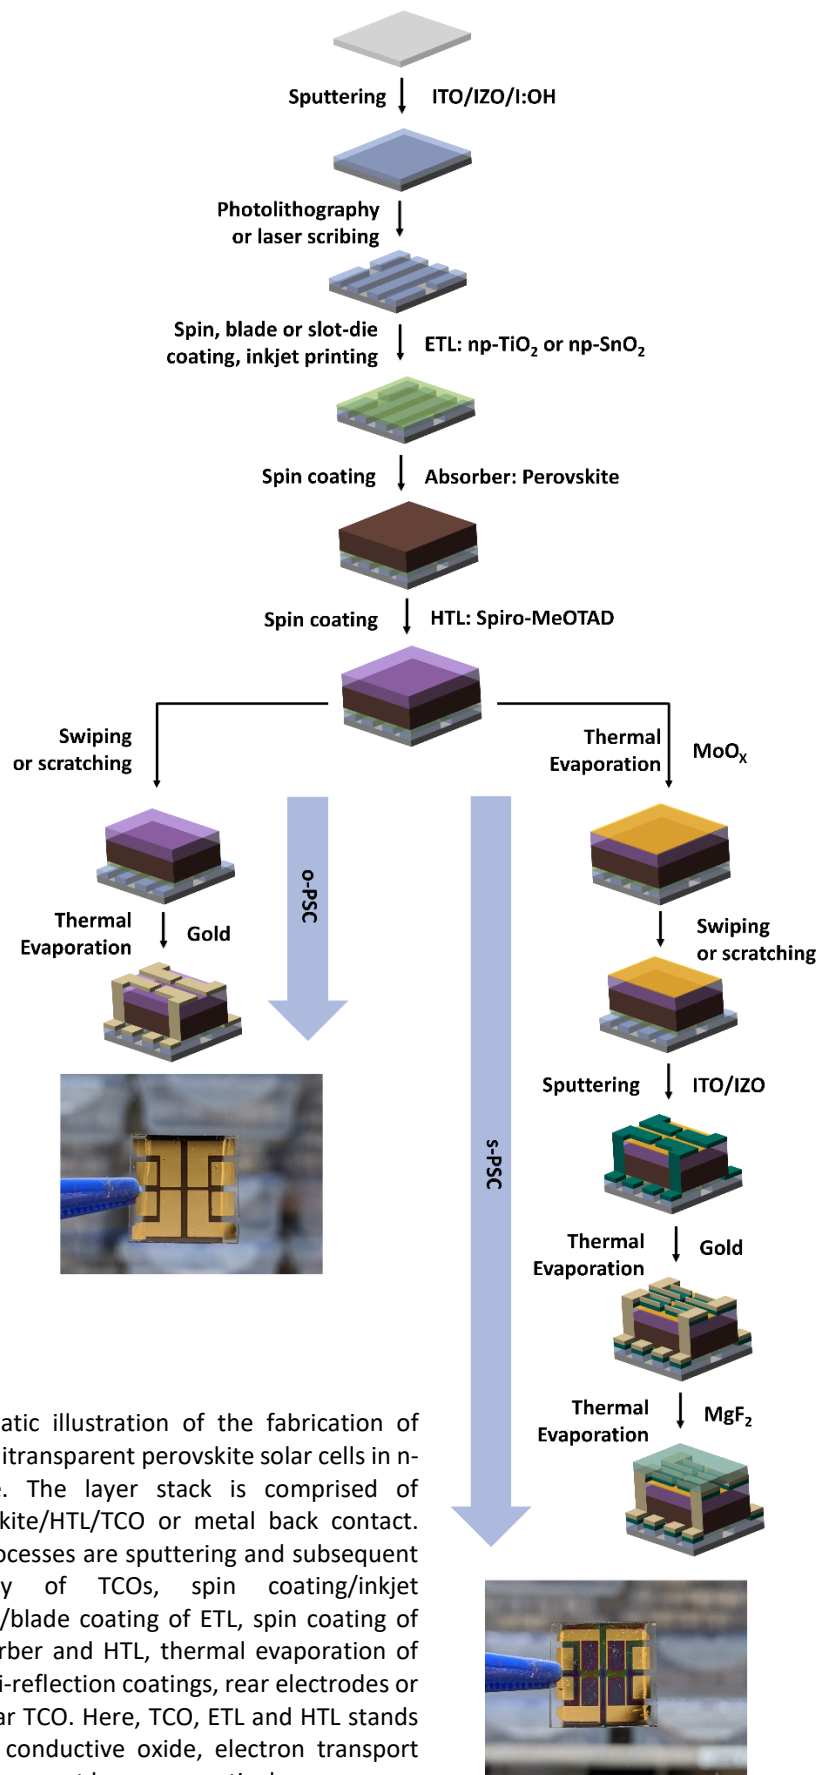 Sputtering
ITO/IZO/I:OH
Photolithography
or laser scribing
Spin, blade or slot-die
coating, inkjet printing
ETL: np-TiO₂ or np-SnO₂
Spin coating
Absorber: Perovskite
Spin coating
HTL: Spiro-MeOTAD
Swiping
or scratching
Thermal
Evaporation
Gold
o-PSC
Thermal
Evaporation
MoOₓ
Swiping
or scratching
Sputtering
ITO/IZO
s-PSC
Thermal
Evaporation
Gold
Thermal
Evaporation
MgF₂
atic illustration of the fabrication of
itransparent perovskite solar cells in n-
. The layer stack is comprised of
kite/HTL/TCO or metal back contact.
ocesses are sputtering and subsequent
y of TCOs, spin coating/inkjet
/blade coating of ETL, spin coating of
rber and HTL, thermal evaporation of
i-reflection coatings, rear electrodes or
ar TCO. Here, TCO, ETL and HTL stands
conductive oxide, electron transport